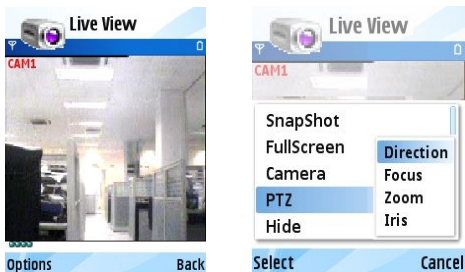 Live View
CAM1
Options Back
Live View
CAM1
SnapShot
FullScreen
Camera
PTZ
Hide
Direction
Focus
Zoom
Iris
Select Cancel